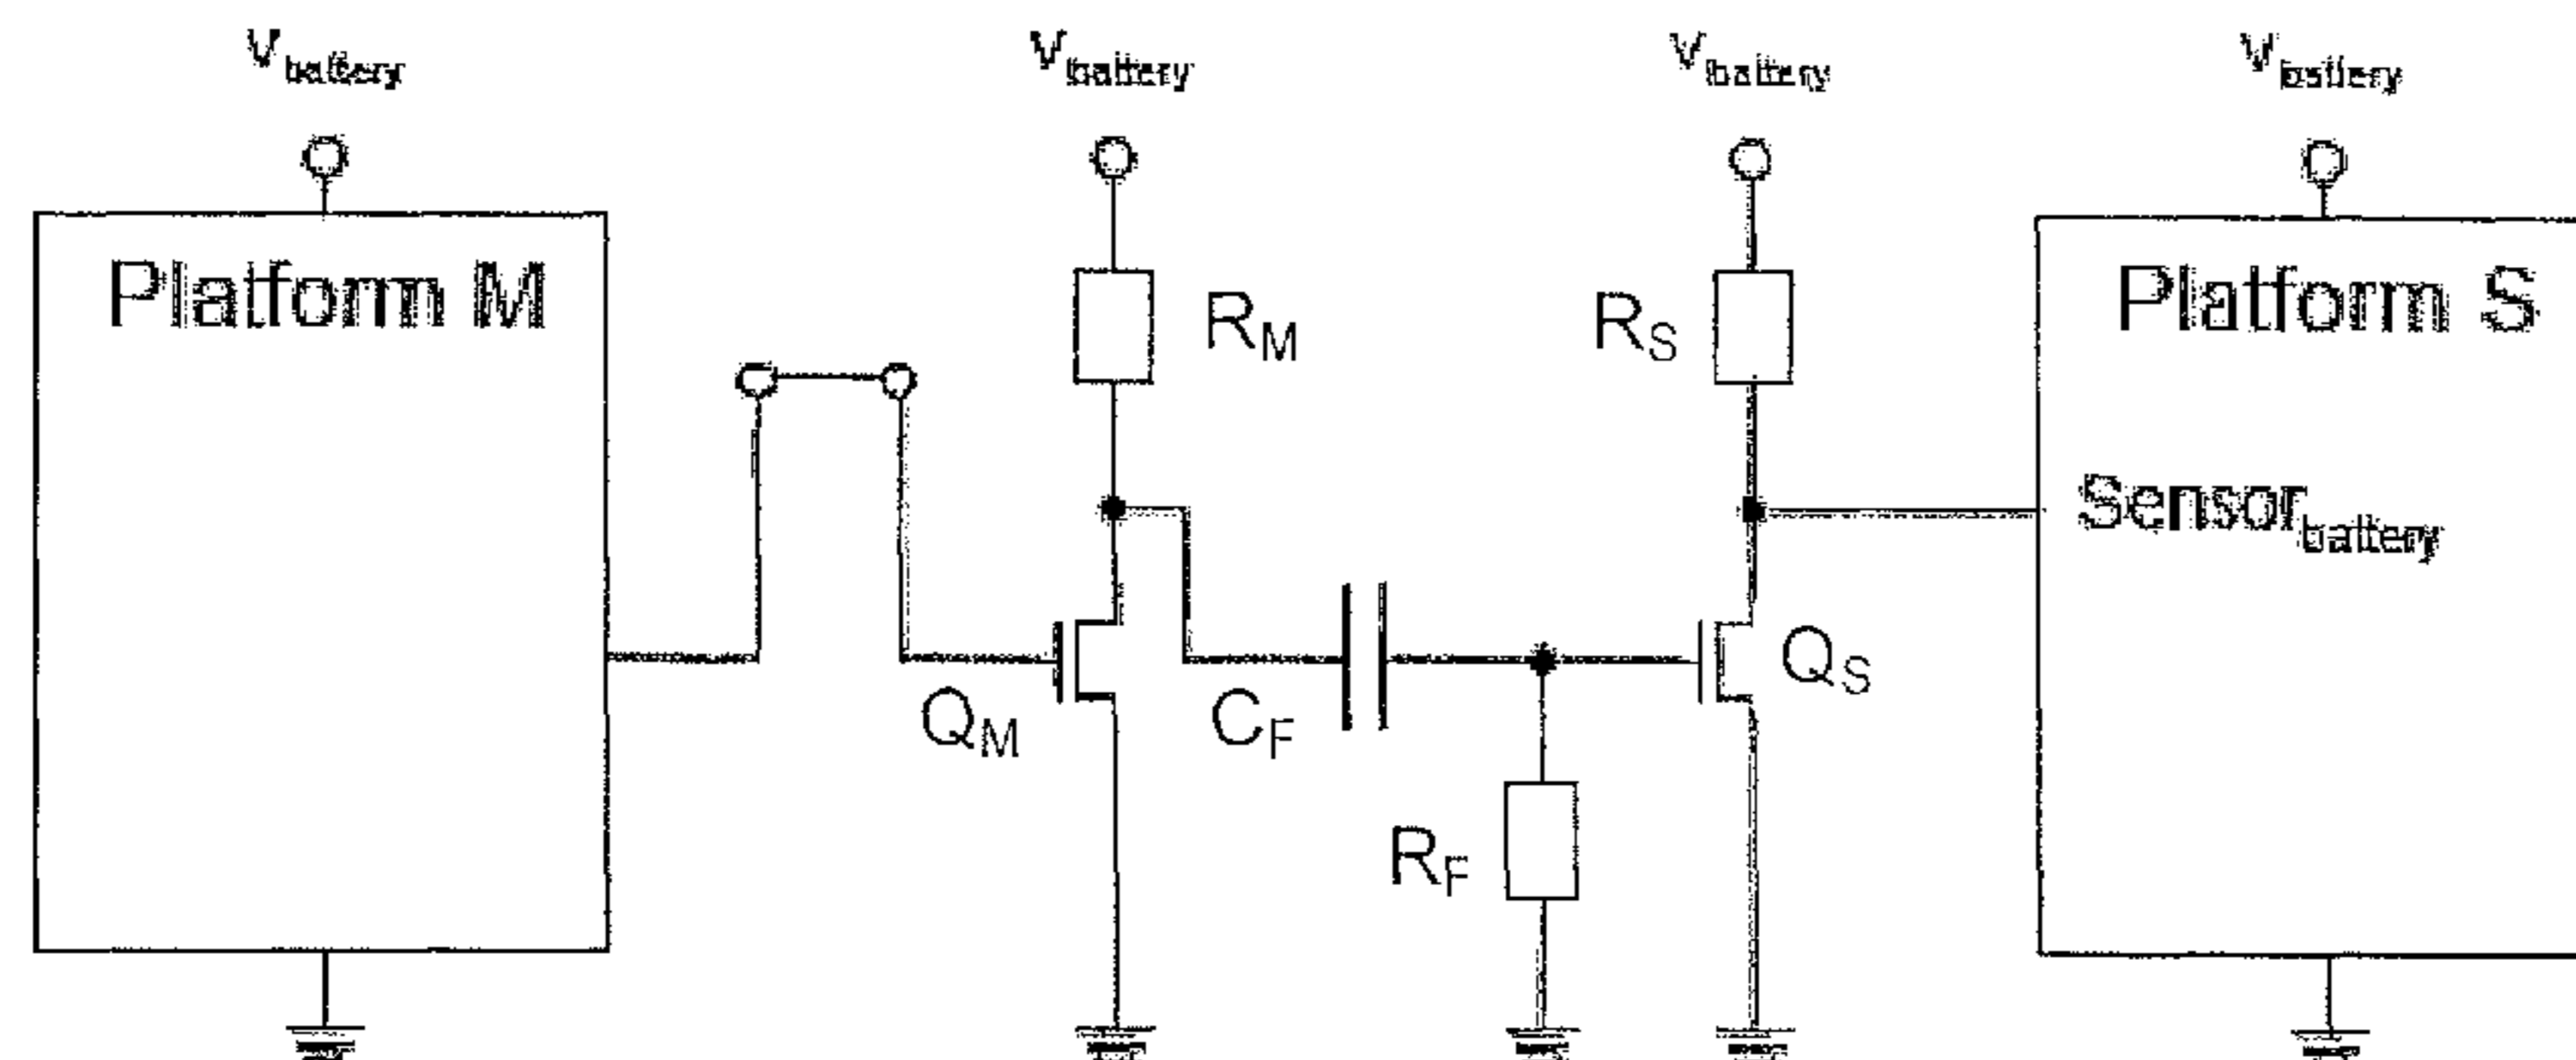 Vbattery Vbattery Vbattery Vbattery
Platform M
RM
RS
Platform S
Sensorbattery
QM
CF
QS
RF